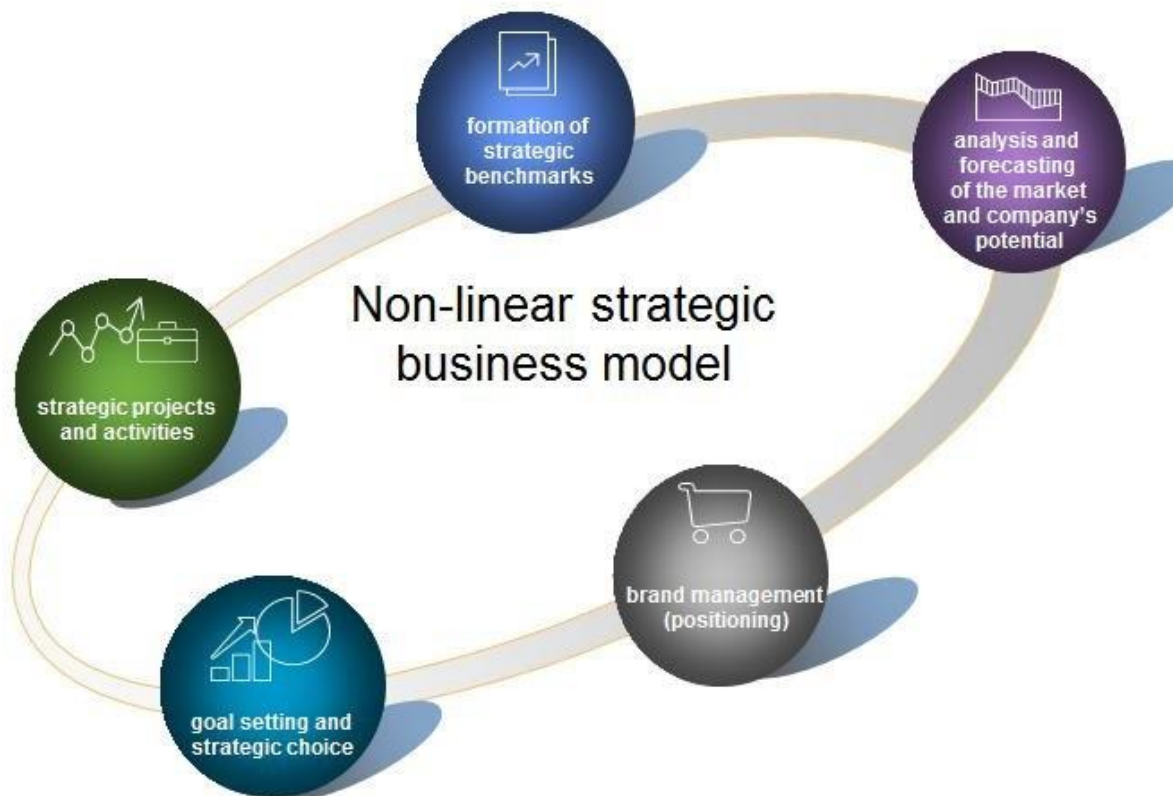 formation of
strategic
benchmarks
analysis and
forecasting
of the market
and company's
potential
Non-linear strategic
business model
strategic projects
and activities
brand management
(positioning)
goal setting and
strategic choice